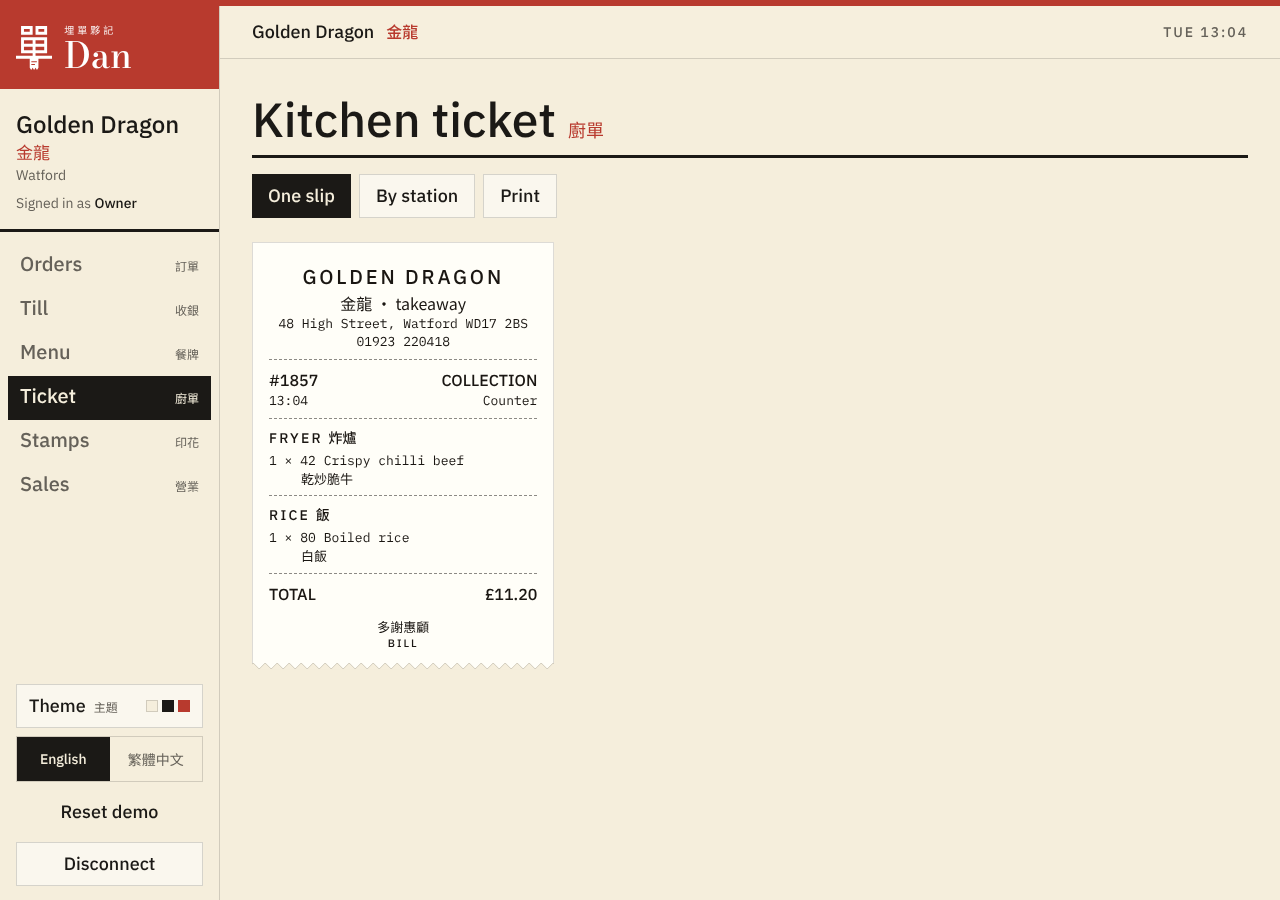 單
埋單夥記
Dan
Golden Dragon
金龍
Watford
Signed in as Owner
Orders 訂單
Till 收銀
Menu 餐牌
Ticket 廚單
Stamps 印花
Sales 營業
Theme 主題
English 繁體中文
Reset demo
Disconnect
Golden Dragon 金龍
TUE 13:04
Kitchen ticket 廚單
One slip By station Print
GOLDEN DRAGON
金龍 · takeaway
48 High Street, Watford WD17 2BS
01923 220418
#1857 COLLECTION
13:04 Counter
FRYER 炸爐
1 × 42 Crispy chilli beef
乾炒脆牛
RICE 飯
1 × 80 Boiled rice
白飯
TOTAL £11.20
多謝惠顧
BILL